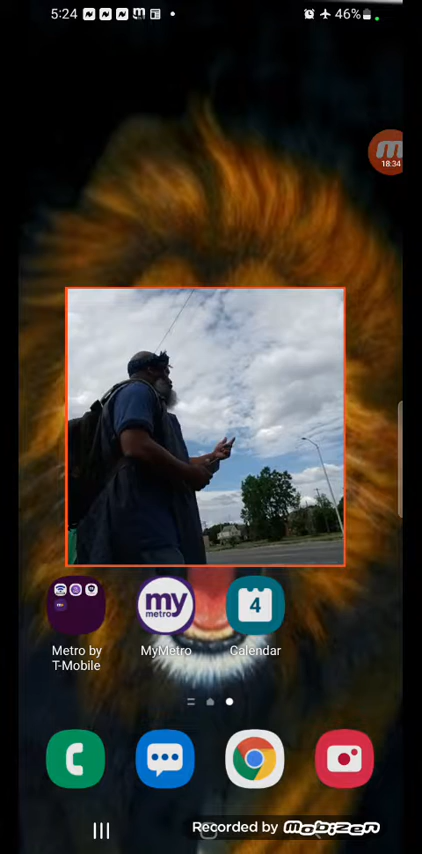 5:24
46%
18:34
my
metro
4
Metro by
T-Mobile
MyMetro
Calendar
Recorded by MOBIZEN